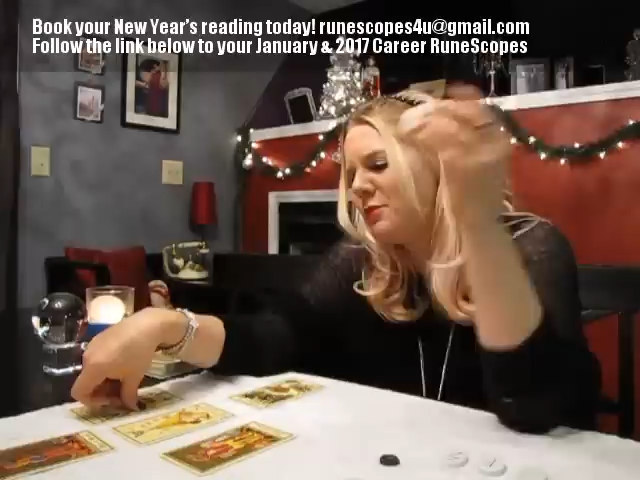 Book your New Year's reading today! runescopes4u@gmail.com
Follow the link below to your January & 2017 Career RuneScopes